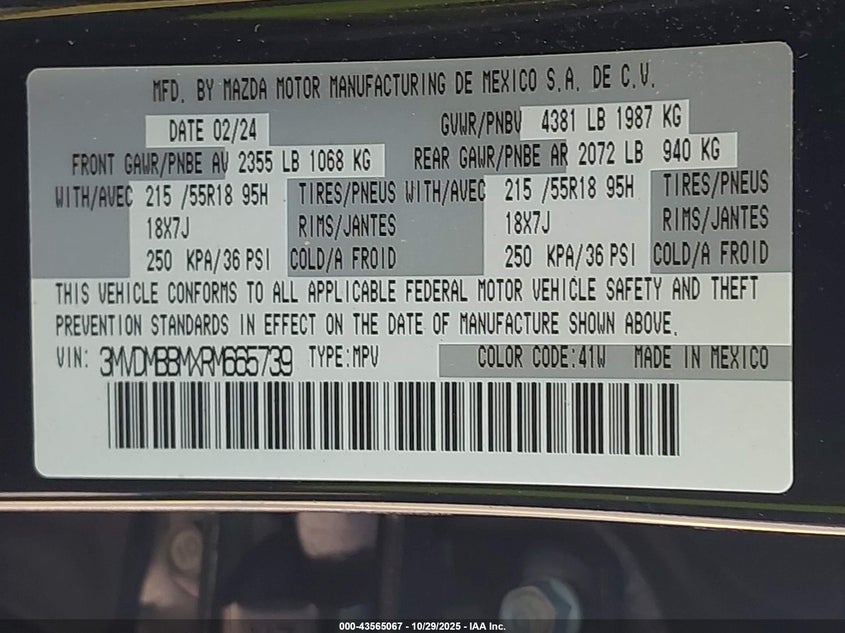 MFD. BY MAZDA MOTOR MANUFACTURING DE MEXICO S.A. DE C.V.
DATE 02/24 GVWR/PNBV 4381 LB 1987 KG
FRONT GAWR/PNBE AV 2355 LB 1068 KG REAR GAWR/PNBE AR 2072 LB 940 KG
WITH/AVEC 215 /55R18 95H TIRES/PNEUS WITH/AVEC 215 /55R18 95H TIRES/PNEUS
18X7J RIMS/JANTES 18X7J RIMS/JANTES
250 KPA/36 PSI COLD/A FROID 250 KPA/36 PSI COLD/A FROID
THIS VEHICLE CONFORMS TO ALL APPLICABLE FEDERAL MOTOR VEHICLE SAFETY AND THEFT
PREVENTION STANDARDS IN EFFECT ON THE DATE OF MANUFACTURE SHOWN ABOVE.
VIN: 3MVDMBBMXRM665739 TYPE:MPV COLOR CODE:41W MADE IN MEXICO
000-43565067 - 10/29/2025 - IAA Inc.